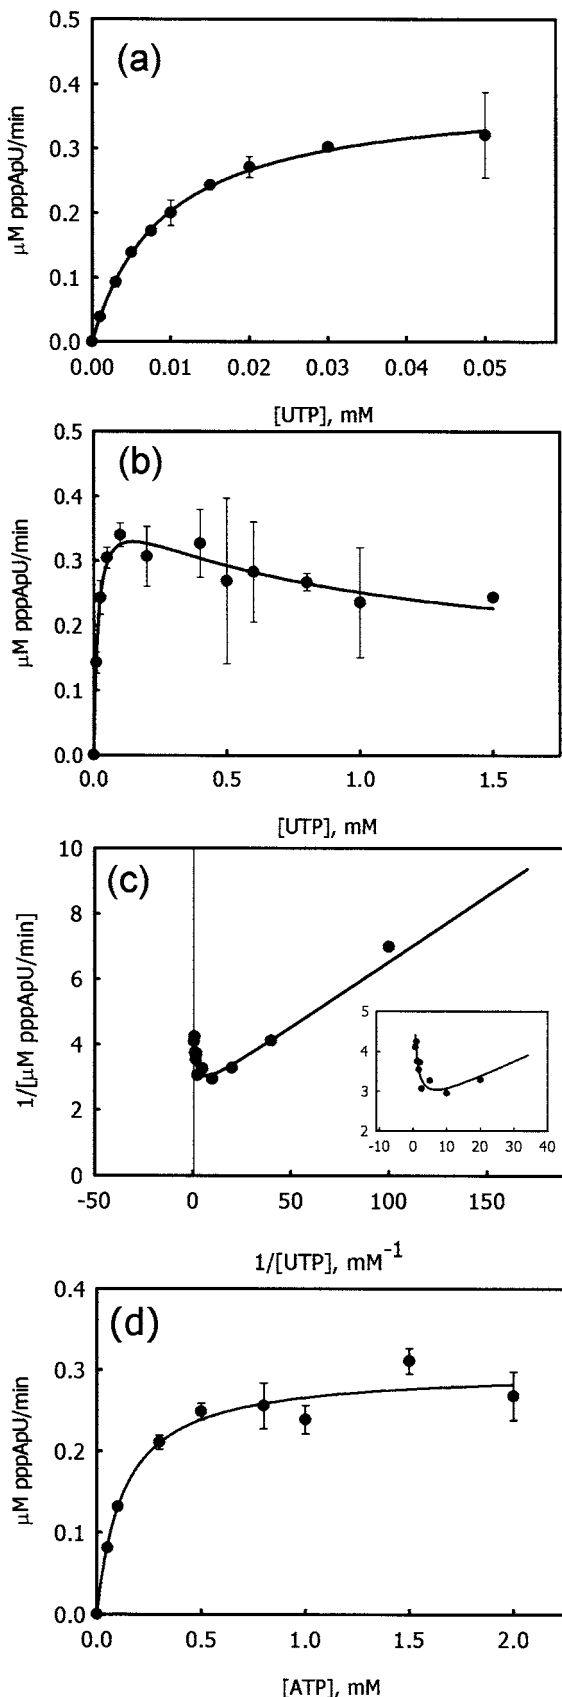 (a)
0.5
0.4
0.3
0.2
0.1
0.0
μM pppApU/min
0.00 0.01 0.02 0.03 0.04 0.05
[UTP], mM
(b)
0.5
0.4
0.3
0.2
0.1
0.0
μM pppApU/min
0.0 0.5 1.0 1.5
[UTP], mM
(c)
10
8
6
4
2
0
1/[μM pppApU/min]
5
4
3
2
-10 0 10 20 30 40
-50 0 50 100 150
1/[UTP], mM-1
(d)
0.4
0.3
0.2
0.1
0.0
μM pppApU/min
0.0 0.5 1.0 1.5 2.0
[ATP], mM